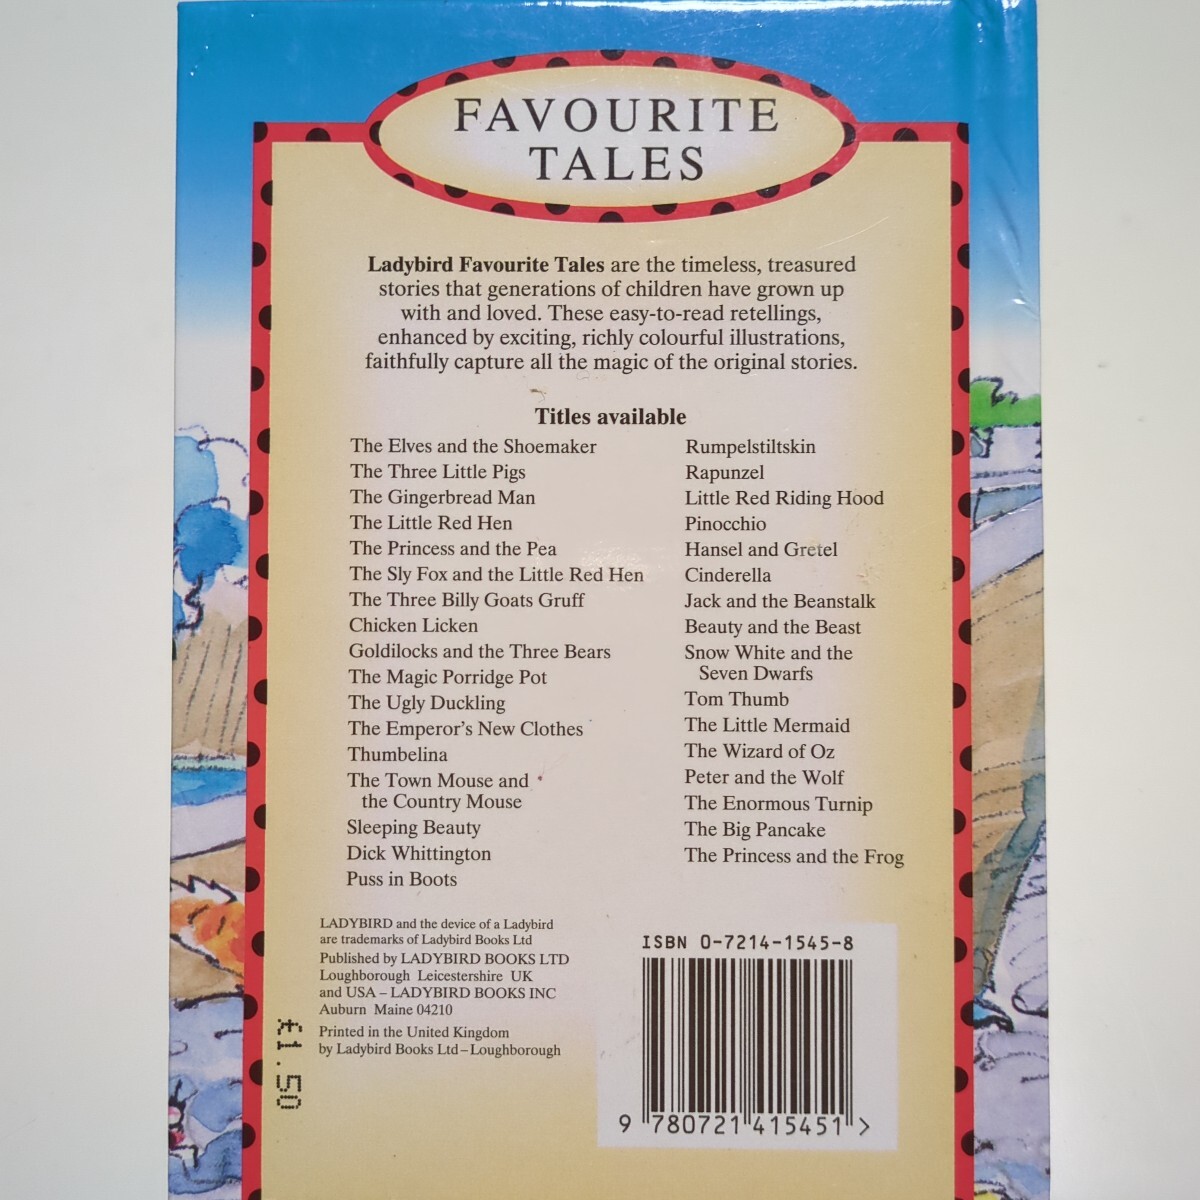 FAVOURITE
TALES
Ladybird Favourite Tales are the timeless, treasured
stories that generations of children have grown up
with and loved. These easy-to-read retellings,
enhanced by exciting, richly colourful illustrations,
faithfully capture all the magic of the original stories.
Titles available
The Elves and the Shoemaker
The Three Little Pigs
The Gingerbread Man
The Little Red Hen
The Princess and the Pea
The Sly Fox and the Little Red Hen
The Three Billy Goats Gruff
Chicken Licken
Goldilocks and the Three Bears
The Magic Porridge Pot
The Ugly Duckling
The Emperor's New Clothes
Thumbelina
The Town Mouse and
the Country Mouse
Sleeping Beauty
Dick Whittington
Puss in Boots
Rumpelstiltskin
Rapunzel
Little Red Riding Hood
Pinocchio
Hansel and Gretel
Cinderella
Jack and the Beanstalk
Beauty and the Beast
Snow White and the
Seven Dwarfs
Tom Thumb
The Little Mermaid
The Wizard of Oz
Peter and the Wolf
The Enormous Turnip
The Big Pancake
The Princess and the Frog
LADYBIRD and the device of a Ladybird
are trademarks of Ladybird Books Ltd
Published by LADYBIRD BOOKS LTD
Loughborough Leicestershire UK
and USA – LADYBIRD BOOKS INC
Auburn Maine 04210
Printed in the United Kingdom
by Ladybird Books Ltd – Loughborough
£1.50
ISBN 0-7214-1545-8
9 780721 415451 >